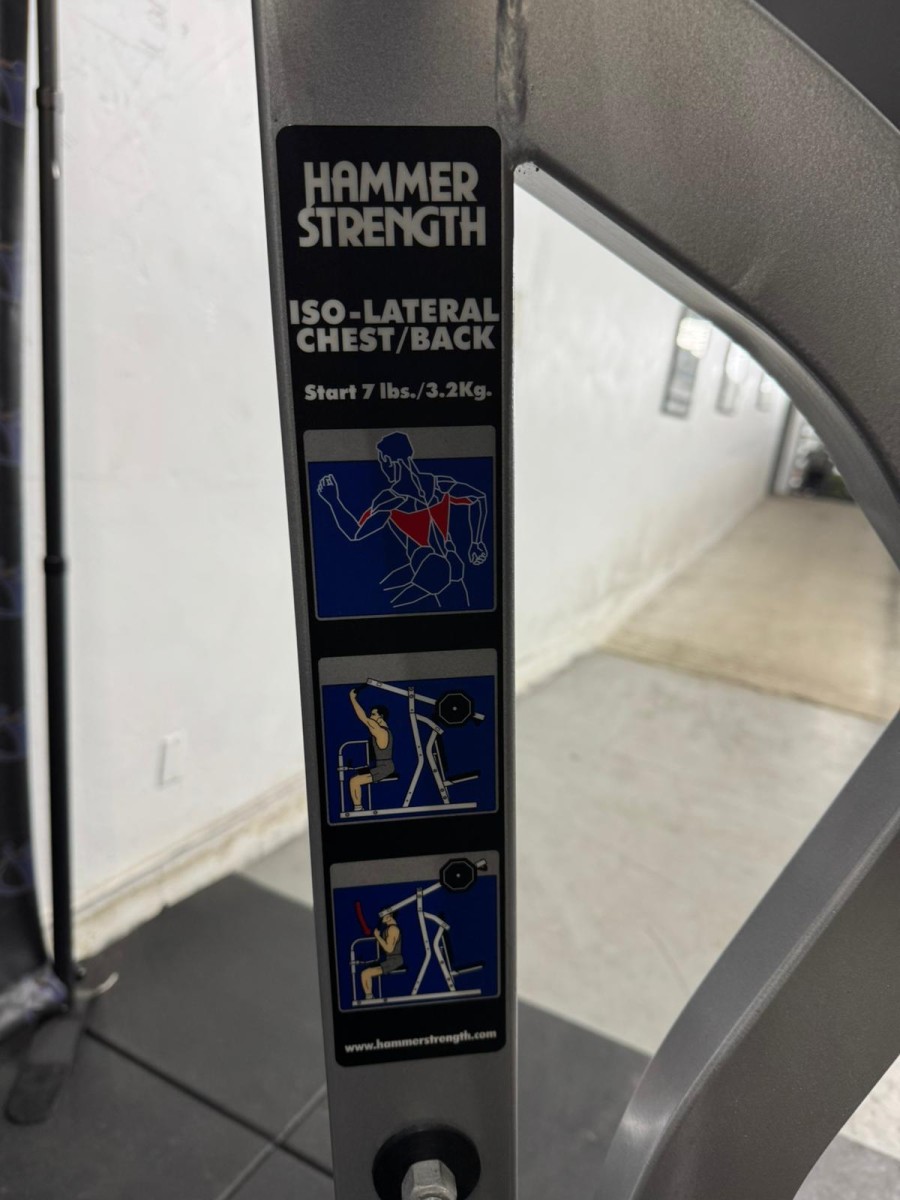 HAMMER
STRENGTH
ISO-LATERAL
CHEST/BACK
Start 7 lbs./3.2Kg.
www.hammerstrength.com